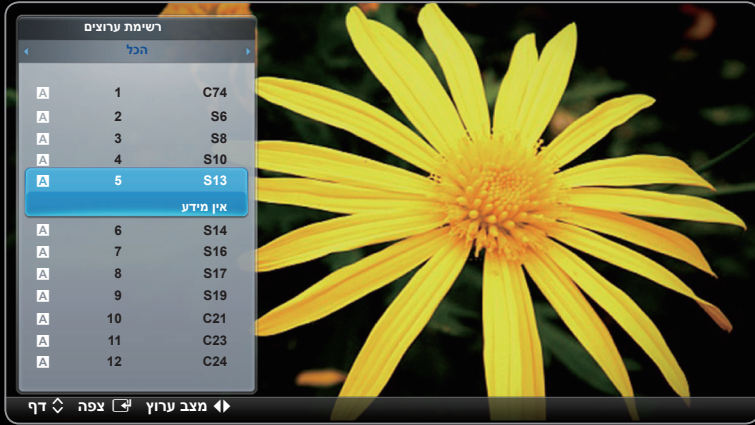 רשימת ערוצים
הכל
C74 1 A
S6 2 A
S8 3 A
S10 4 A
S13 5 A
אין מידע
S14 6 A
S16 7 A
S17 8 A
S19 9 A
C21 10 A
C23 11 A
C24 12 A
מצב ערוץ צפה דף